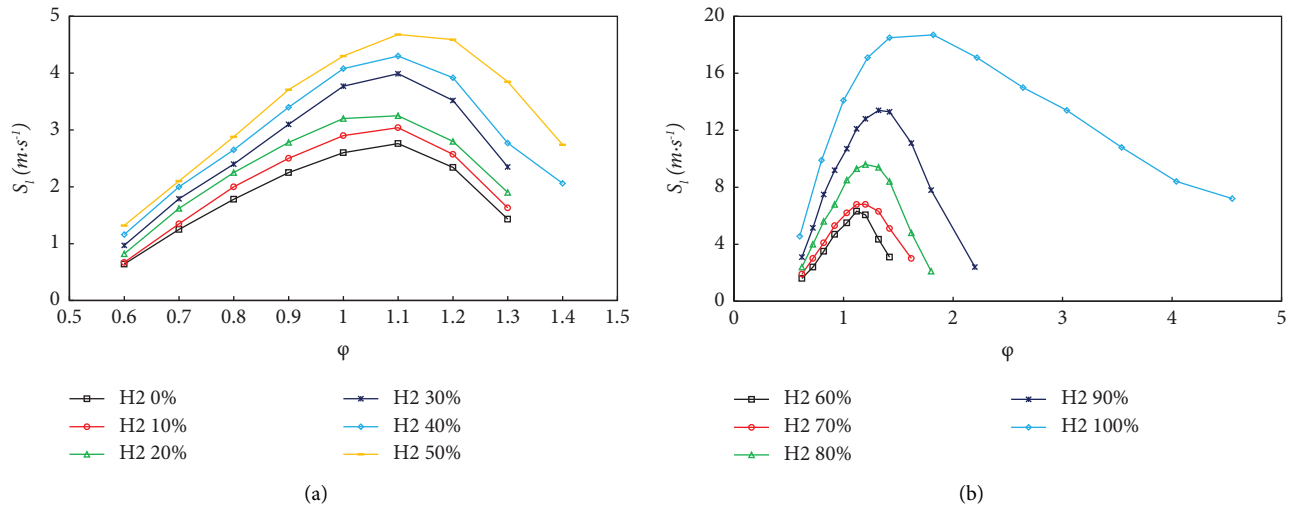 5
4
3
2
1
0
S_l (m·s⁻¹)
0.5 0.6 0.7 0.8 0.9 1 1.1 1.2 1.3 1.4 1.5
φ
H2 0%
H2 10%
H2 20%
H2 30%
H2 40%
H2 50%
(a)
20
16
12
8
4
0
S_l (m·s⁻¹)
0 1 2 3 4 5
φ
H2 60%
H2 70%
H2 80%
H2 90%
H2 100%
(b)